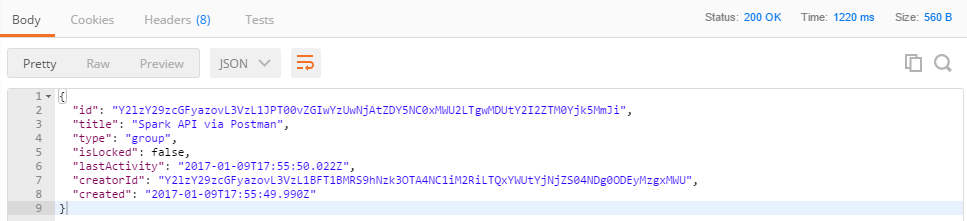 Body Cookies Headers (8) Tests Status: 200 OK Time: 1220 ms Size: 560 B
Pretty Raw Preview JSON
1 {
2 "id": "Y2lzY29zcGFyazovL3VzL1JPT00vZGIwYzUwNjAtZDY5NC0xMWU2LTgwMDUtY2I2ZTM0Yjk5MmJi",
3 "title": "Spark API via Postman",
4 "type": "group",
5 "isLocked": false,
6 "lastActivity": "2017-01-09T17:55:50.022Z",
7 "creatorId": "Y2lzY29zcGFyazovL3VzL1BFT1BMRS9hNzk3OTA4NC1iM2RiLTQxYWUtYjNjZS04NDg0ODEyMzgxMWU",
8 "created": "2017-01-09T17:55:49.990Z"
9 }